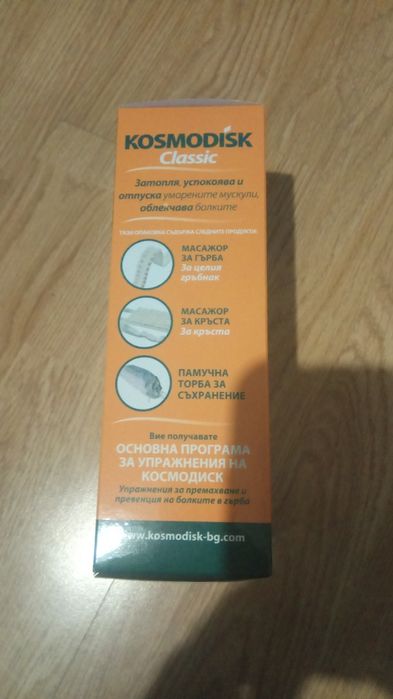 KOSMODISK
Classic
Затопля, успокоява и
отпуска уморените мускули,
облекчава болките
ТАЗИ ОПАКОВКА СЪДЪРЖА СЛЕДНИТЕ ПРОДУКТИ:
МАСАЖОР
ЗА ГЪРБА
За целия
гръбнак
МАСАЖОР
ЗА КРЪСТА
За кръста
ПАМУЧНА
ТОРБА ЗА
СЪХРАНЕНИЕ
Вие получавате
ОСНОВНА ПРОГРАМА
ЗА УПРАЖНЕНИЯ НА
КОСМОДИСК
Упражнения за премахване и
превенция на болките в гърба
www.kosmodisk-bg.com